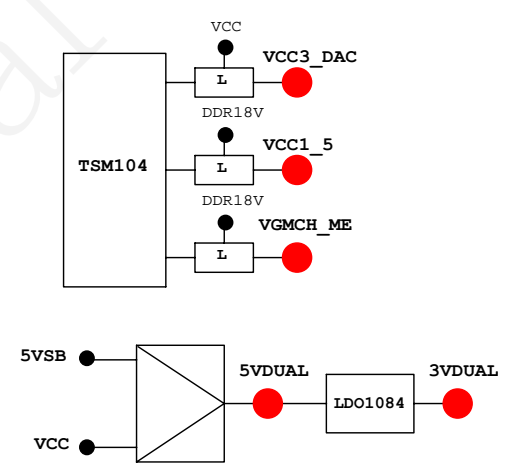 VCC
VCC3_DAC
L
DDR18V
VCC1_5
TSM104
L
DDR18V
VGMCH_ME
L
5VSB
5VDUAL
3VDUAL
LDO1084
VCC